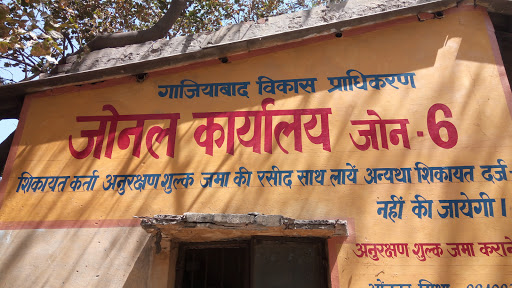 गाजियाबाद विकास प्राधिकरण
जोनल कार्यालय जोन - 6
शिकायत कर्ता अनुरक्षण शुल्क जमा की रसीद साथ लायें अन्यथा शिकायत दर्ज
नहीं की जायेगी।
अनुरक्षण शुल्क जमा कराने